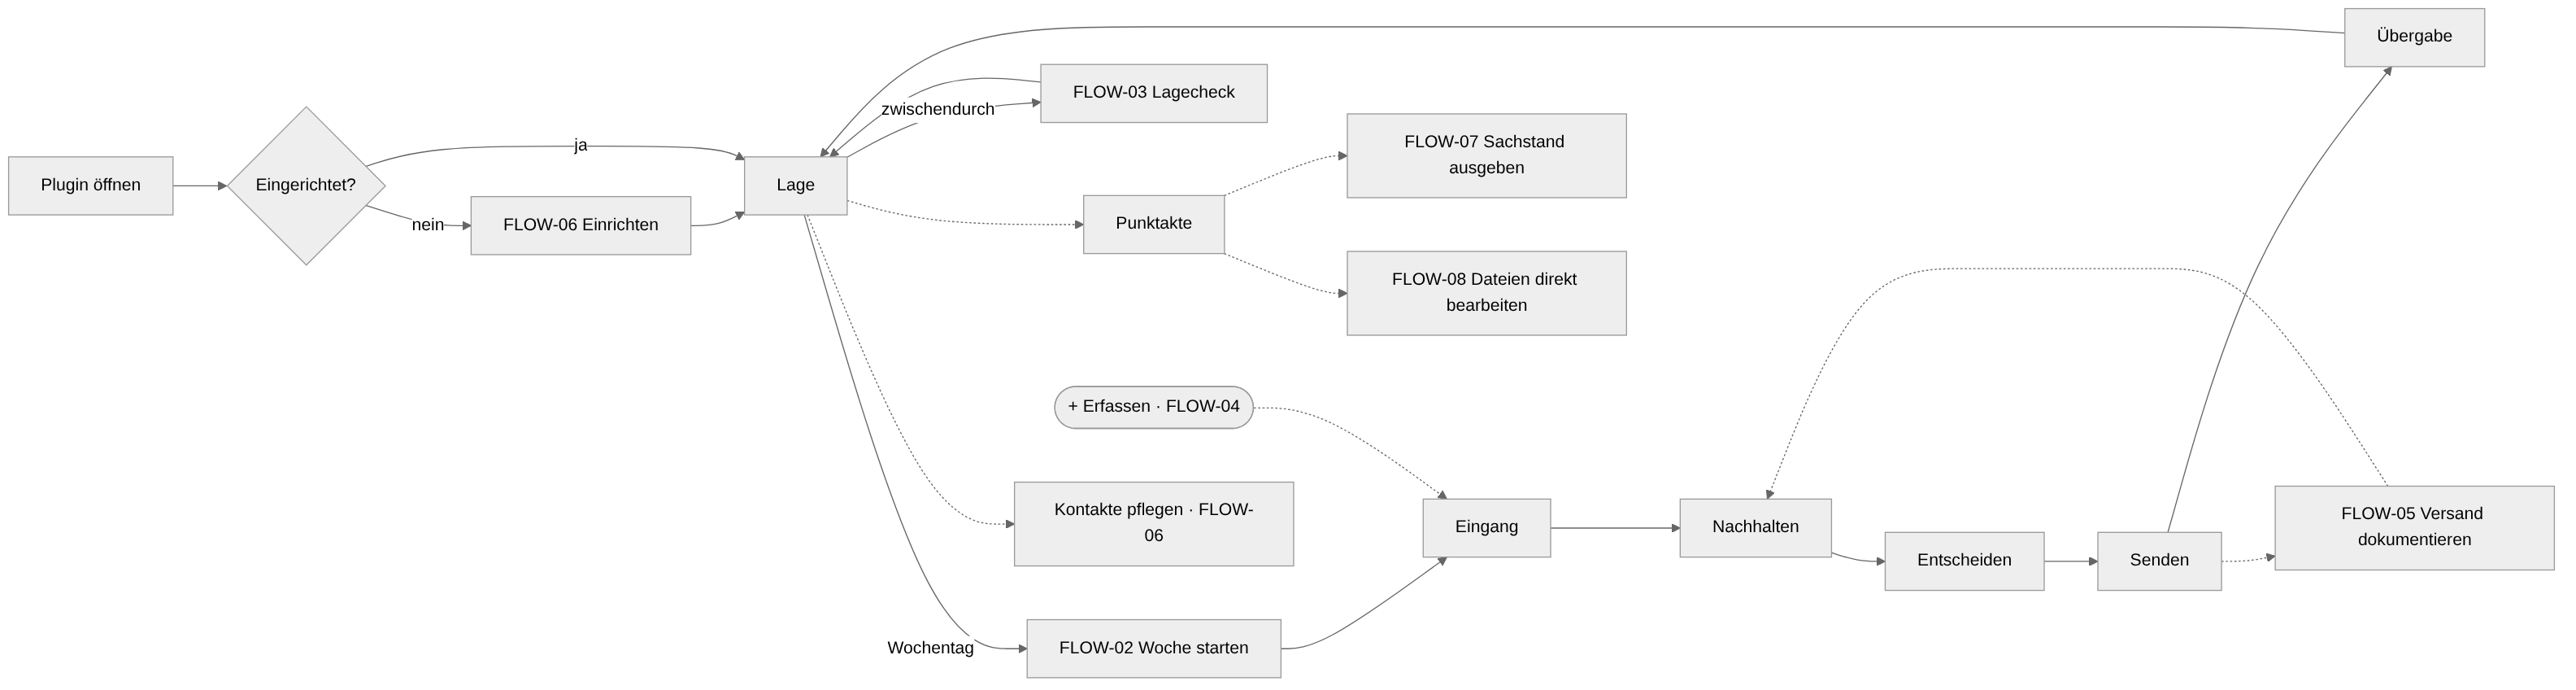 Übergabe
FLOW-03 Lagecheck
zwischendurch
FLOW-07 Sachstand
ausgeben
ja
Plugin öffnen
Eingerichtet?
Lage
nein
FLOW-06 Einrichten
Punktakte
FLOW-08 Dateien direkt
bearbeiten
+ Erfassen · FLOW-04
Kontakte pflegen · FLOW-
06
Eingang
Nachhalten
Entscheiden
Senden
FLOW-05 Versand
dokumentieren
Wochentag
FLOW-02 Woche starten